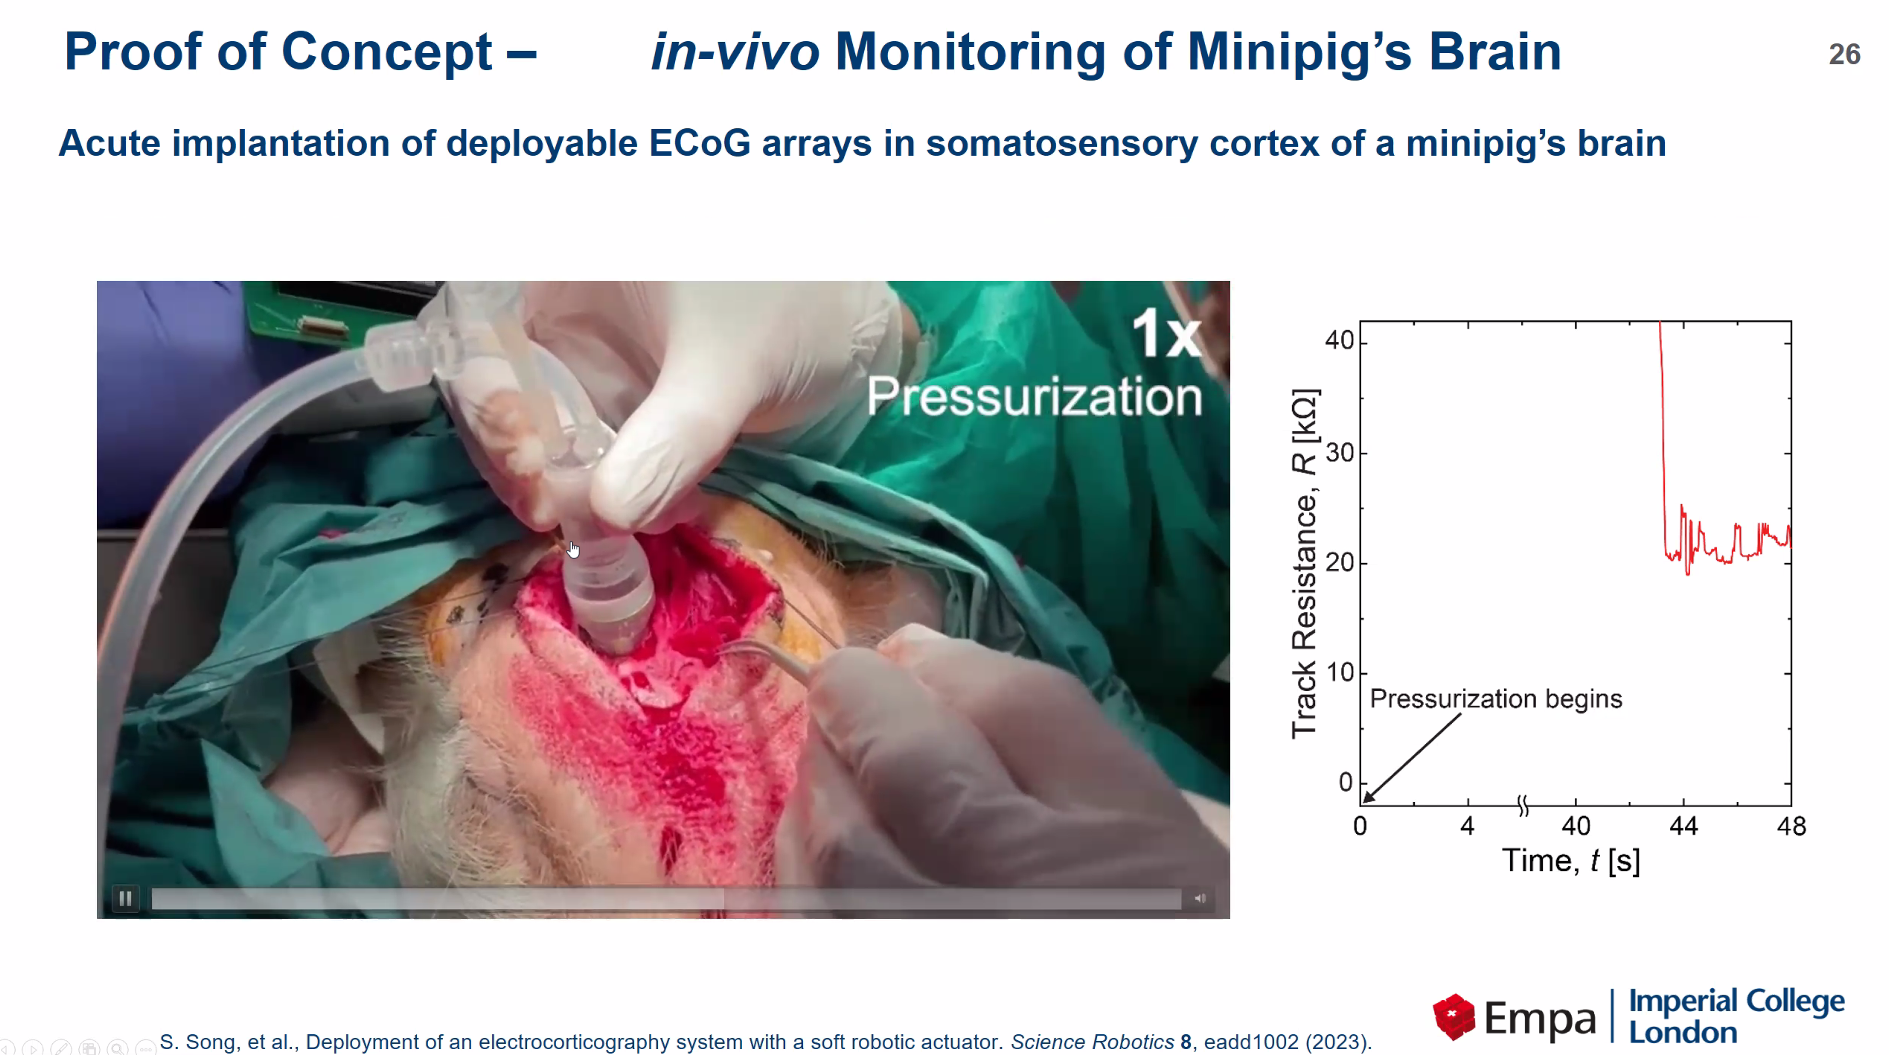 Proof of Concept – in-vivo Monitoring of Minipig's Brain
26
Acute implantation of deployable ECoG arrays in somatosensory cortex of a minipig's brain
1x
Pressurization
Track Resistance, R [kΩ]
40
30
20
10
0
Pressurization begins
0 4 40 44 48
Time, t [s]
Empa
Imperial College
London
S. Song, et al., Deployment of an electrocorticography system with a soft robotic actuator. Science Robotics 8, eadd1002 (2023).